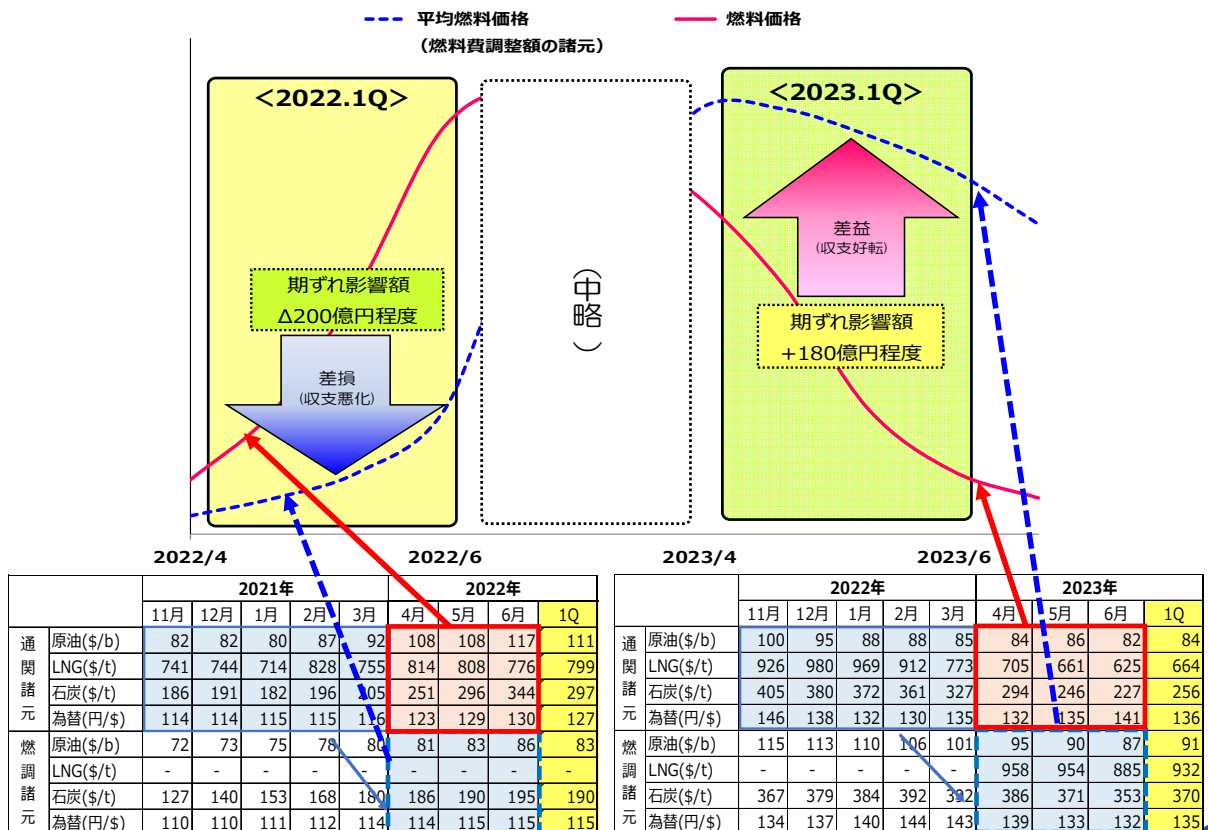 平均燃料価格
(燃料費調整額の諸元)
燃料価格
<2022.1Q>
<2023.1Q>
期ずれ影響額
Δ200億円程度
差損
(収支悪化)
(中略)
差益
(収支好転)
期ずれ影響額
+180億円程度
2022/4 2022/6 2023/4 2023/6
2021年 2022年
11月 12月 1月 2月 3月 4月 5月 6月 1Q
通関諸元
原油($/b) 82 82 80 87 92 108 108 117 111
LNG($/t) 741 744 714 828 755 814 808 776 799
石炭($/t) 186 191 182 196 205 251 296 344 297
為替(円/$) 114 114 115 115 116 123 129 130 127
燃調諸元
原油($/b) 72 73 75 78 80 81 83 86 83
LNG($/t) - - - - - - - - -
石炭($/t) 127 140 153 168 180 186 190 195 190
為替(円/$) 110 110 111 112 114 114 115 115 115
2022年 2023年
11月 12月 1月 2月 3月 4月 5月 6月 1Q
通関諸元
原油($/b) 100 95 88 88 85 84 86 82 84
LNG($/t) 926 980 969 912 773 705 661 625 664
石炭($/t) 405 380 372 361 327 294 246 227 256
為替(円/$) 146 138 132 130 135 132 135 141 136
燃調諸元
原油($/b) 115 113 110 106 101 95 90 87 91
LNG($/t) - - - - - 958 954 885 932
石炭($/t) 367 379 384 392 392 386 371 353 370
為替(円/$) 134 137 140 144 143 139 133 132 135